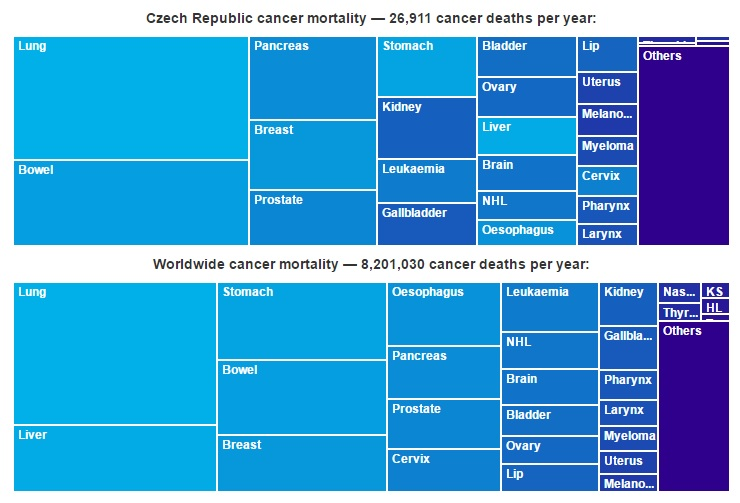 Czech Republic cancer mortality — 26,911 cancer deaths per year:
Lung
Bowel
Pancreas
Breast
Prostate
Stomach
Kidney
Leukaemia
Gallbladder
Bladder
Ovary
Liver
Brain
NHL
Oesophagus
Lip
Uterus
Melano...
Myeloma
Cervix
Pharynx
Larynx
Others
Worldwide cancer mortality — 8,201,030 cancer deaths per year:
Lung
Liver
Stomach
Bowel
Breast
Oesophagus
Pancreas
Prostate
Cervix
Leukaemia
NHL
Brain
Bladder
Ovary
Lip
Kidney
Gallbla...
Pharynx
Larynx
Myeloma
Uterus
Melano...
Nas...
Thyr...
KS
HL
Others